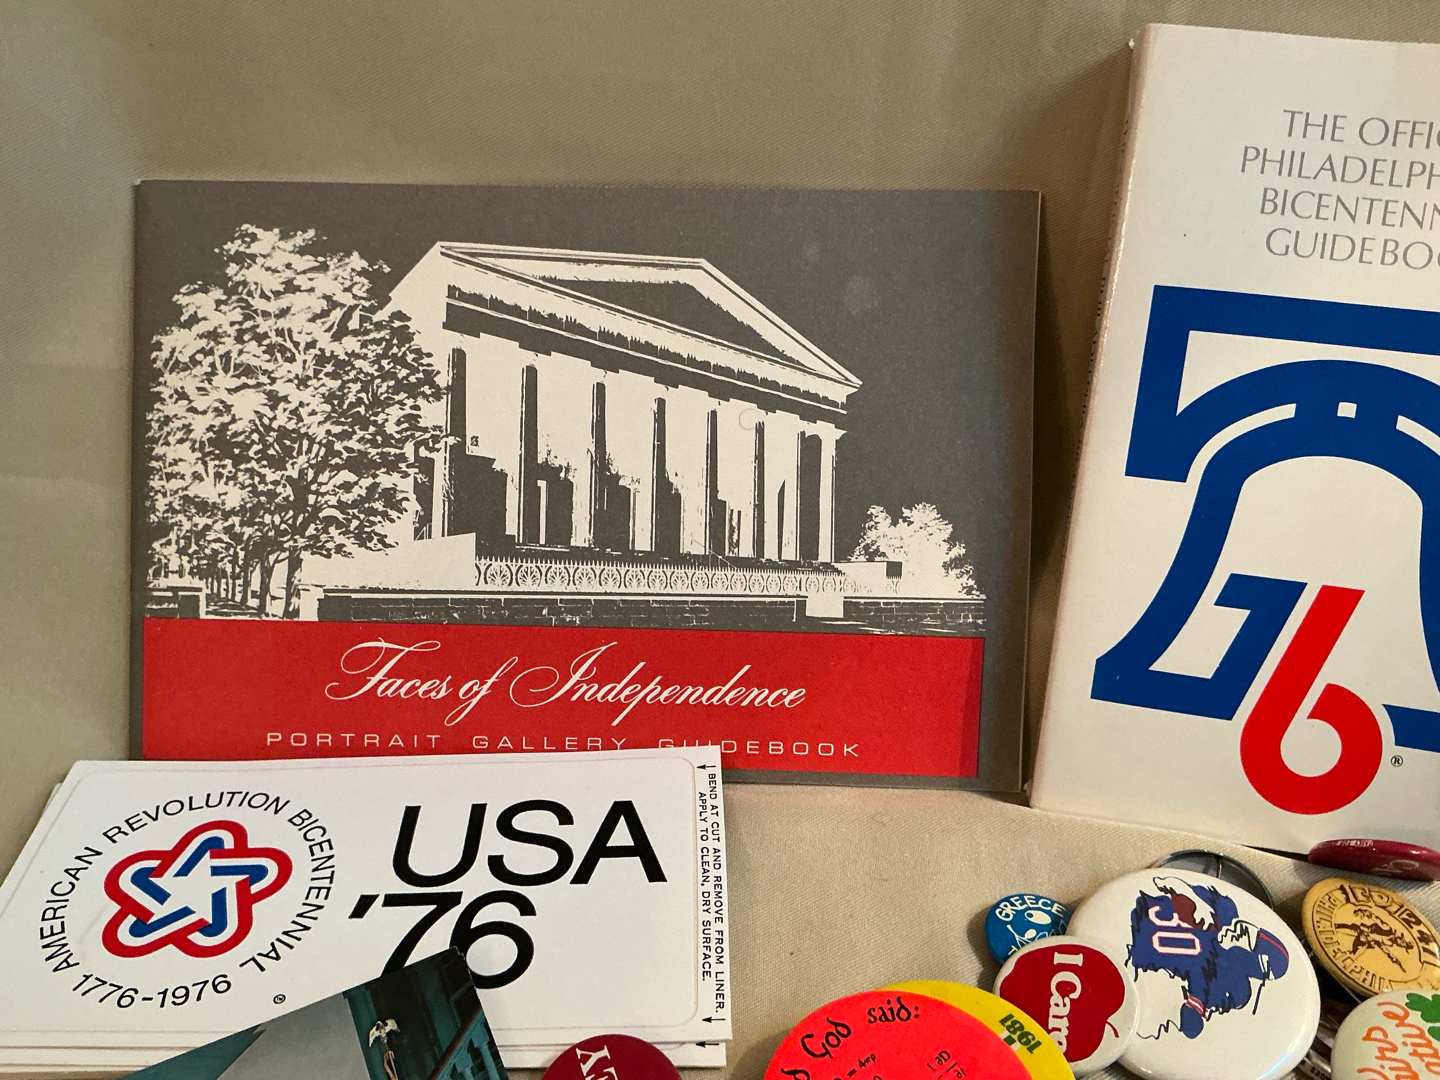 THE
PHILADELPH
BICENTENN
GUIDEBO
76
®
Faces of Independence
PORTRAIT GALLERY GUIDEBOOK
AMERICAN REVOLUTION BICENTENNIAL
1776-1976
®
USA
'76
BEND AT CUT AND REMOVE FROM LINER.
APPLY TO CLEAN, DRY SURFACE.
GREECE
30
I Care
1981
God said: